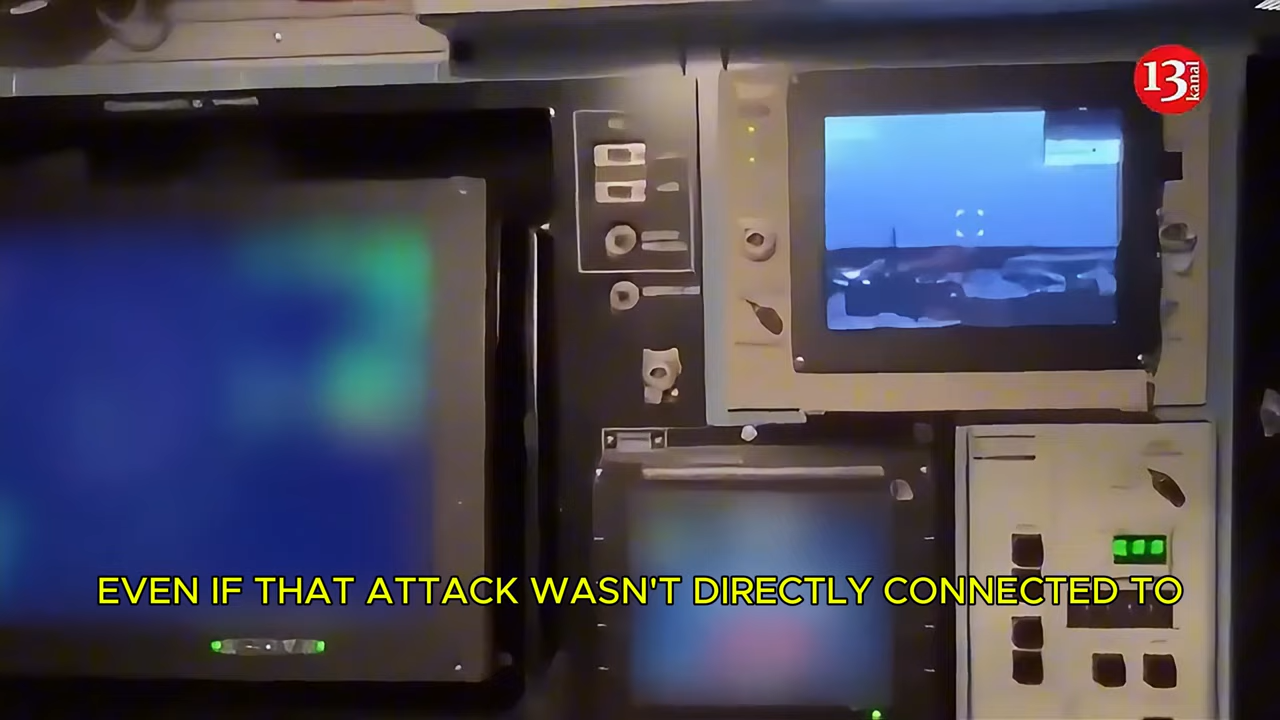 13
kanal
EVEN IF THAT ATTACK WASN'T DIRECTLY CONNECTED TO